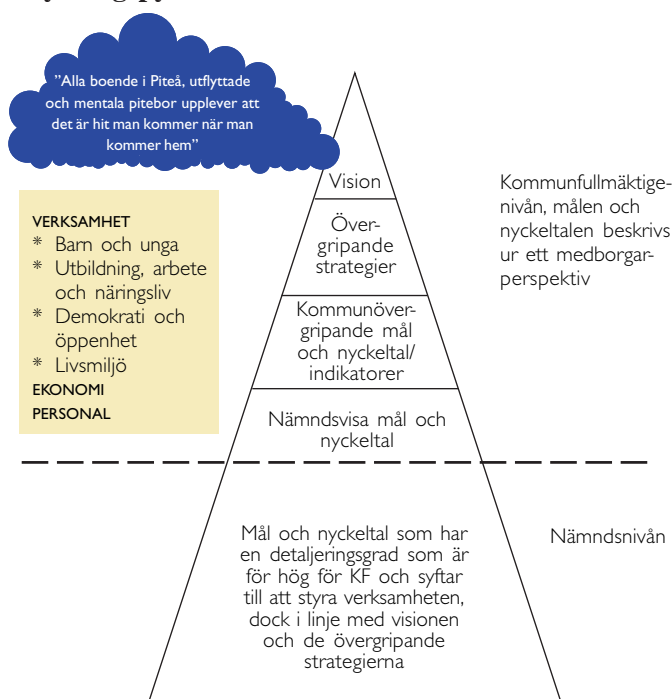 "Alla boende i Piteå, utflyttade
och mentala pitebor upplever att
det är hit man kommer när man
kommer hem"
VERKSAMHET
* Barn och unga
* Utbildning, arbete
och näringsliv
* Demokrati och
öppenhet
* Livsmiljö
EKONOMI
PERSONAL
Vision
Över-
gripande
strategier
Kommunöver-
gripande mål
och nyckeltal/
indikatorer
Nämndsvisa mål och
nyckeltal
Kommunfullmäktige-
nivån, målen och
nyckeltalen beskrivs
ur ett medborgar-
perspektiv
Mål och nyckeltal som har
en detaljeringsgrad som är
för hög för KF och syftar
till att styra verksamheten,
dock i linje med visionen
och de övergripande
strategierna
Nämndsnivån